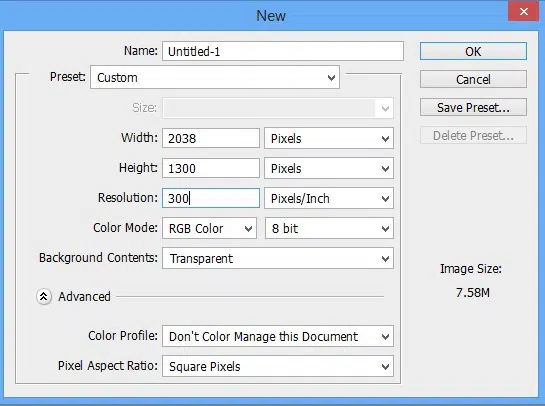 New
Name: Untitled-1
OK
Preset: Custom
Cancel
Size:
Save Preset...
Width: 2038 Pixels
Delete Preset...
Height: 1300 Pixels
Resolution: 300 Pixels/Inch
Color Mode: RGB Color 8 bit
Background Contents: Transparent
Image Size:
7.58M
Advanced
Color Profile: Don't Color Manage this Document
Pixel Aspect Ratio: Square Pixels